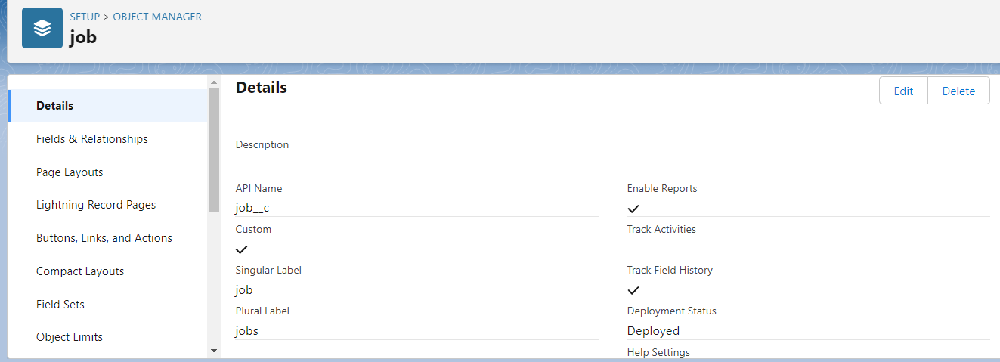 SETUP > OBJECT MANAGER
job
Details
Fields & Relationships
Page Layouts
Lightning Record Pages
Buttons, Links, and Actions
Compact Layouts
Field Sets
Object Limits
Details
Edit
Delete
Description
API Name
job__c
Custom
Singular Label
job
Plural Label
jobs
Enable Reports
Track Activities
Track Field History
Deployment Status
Deployed
Help Settings